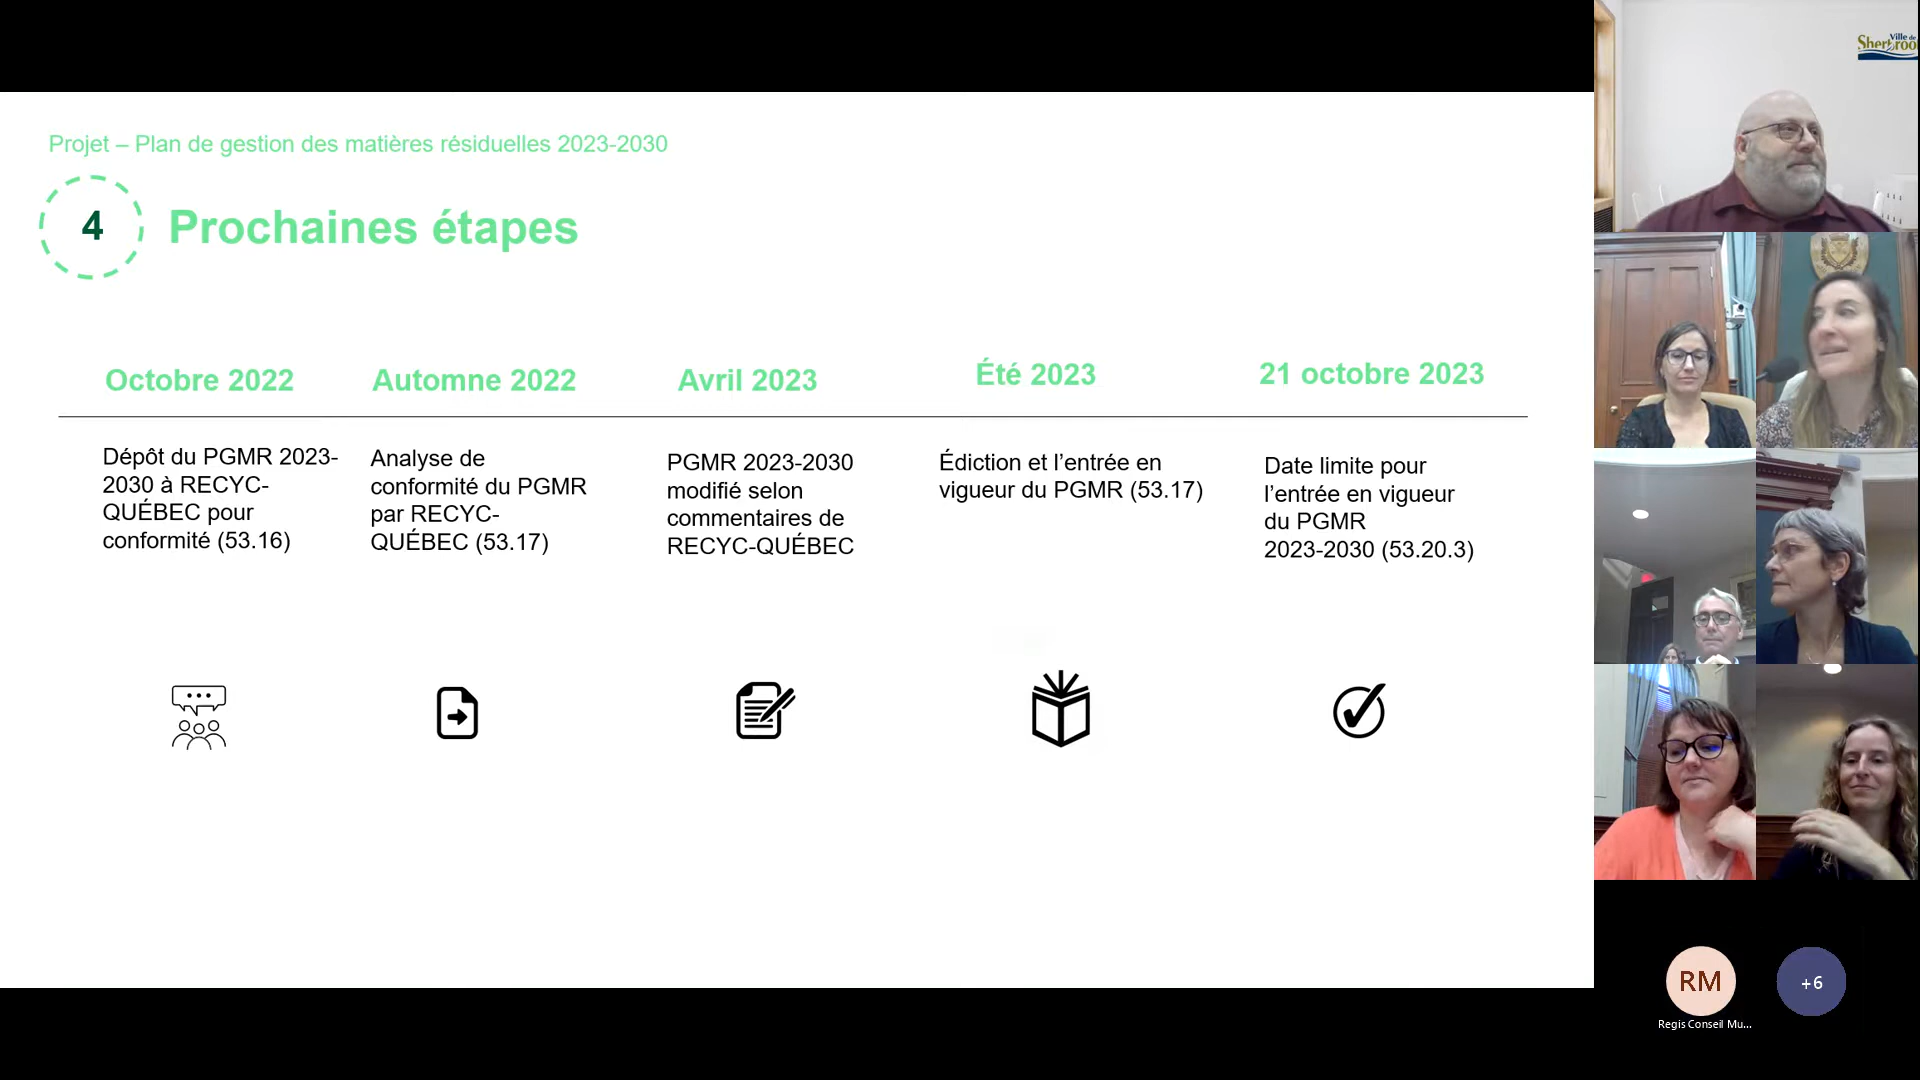 Projet – Plan de gestion des matières résiduelles 2023-2030
4
Prochaines étapes
Octobre 2022
Automne 2022
Avril 2023
Été 2023
21 octobre 2023
Dépôt du PGMR 2023-
2030 à RECYC-
QUÉBEC pour
conformité (53.16)
Analyse de
conformité du PGMR
par RECYC-
QUÉBEC (53.17)
PGMR 2023-2030
modifié selon
commentaires de
RECYC-QUÉBEC
Édiction et l’entrée en
vigueur du PGMR (53.17)
Date limite pour
l’entrée en vigueur
du PGMR
2023-2030 (53.20.3)
Ville de
Sherbroo
RM
+6
Regis Conseil Mu...